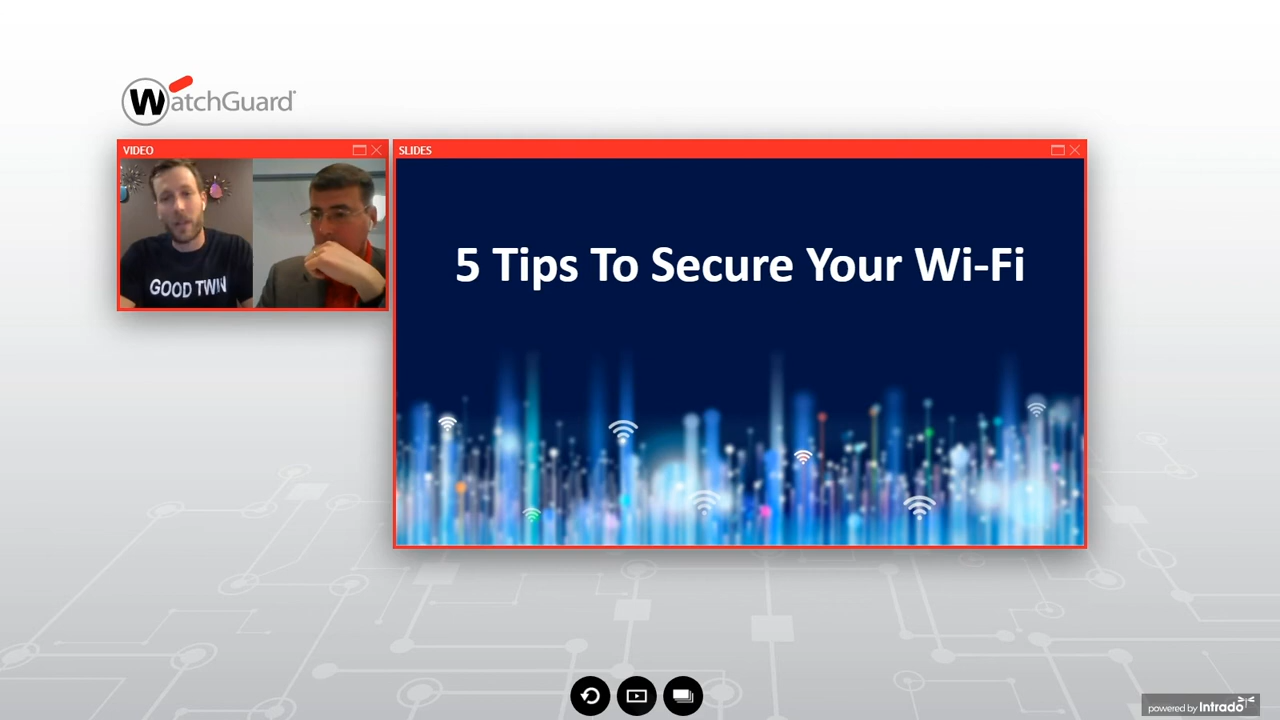 WatchGuard
VIDEO
SLIDES
GOOD TWIN
5 Tips To Secure Your Wi-Fi
powered by Intrado